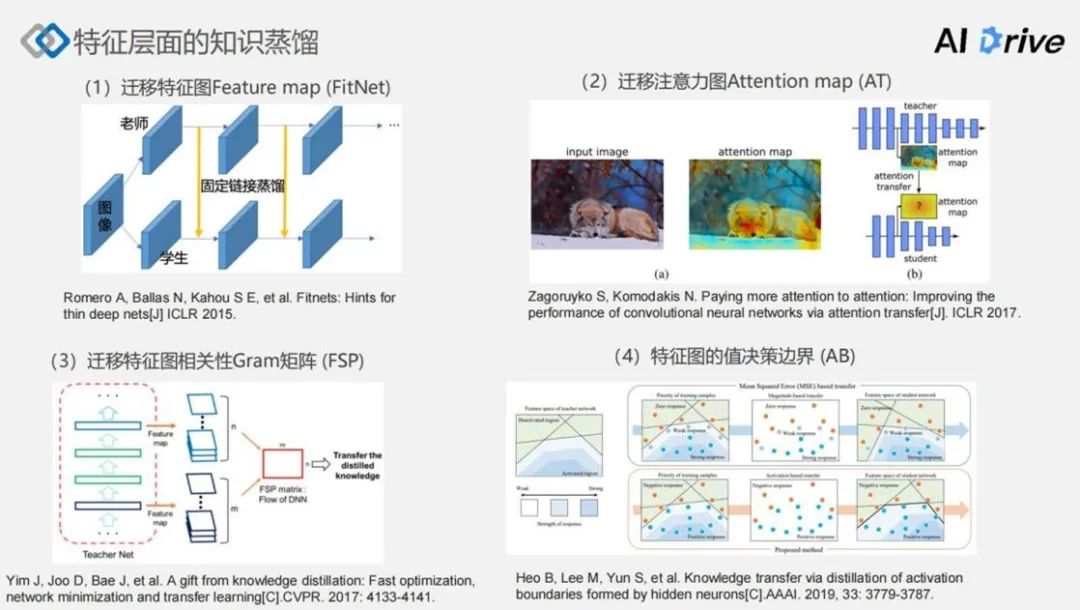 特征层面的知识蒸馏
AI Drive
(1) 迁移特征图Feature map (FitNet)
老师
图
像
固定链接蒸馏
学生
...
Romero A, Ballas N, Kahou S E, et al. Fitnets: Hints for
thin deep nets[J] ICLR 2015.
(2) 迁移注意力图Attention map (AT)
input image
attention map
(a)
teacher
attention
map
attention
transfer
?
attention
map
student
(b)
Zagoruyko S, Komodakis N. Paying more attention to attention: Improving the
performance of convolutional neural networks via attention transfer[J]. ICLR 2017.
(3) 迁移特征图相关性Gram矩阵 (FSP)
. . .
Feature
map
Feature
map
. . .
Teacher Net
n
m
m
n
FSP matrix :
Flow of DNN
Transfer the
distilled
knowledge
Yim J, Joo D, Bae J, et al. A gift from knowledge distillation: Fast optimization,
network minimization and transfer learning[C].CVPR. 2017: 4133-4141.
(4) 特征图的值决策边界 (AB)
Mean Squared Error (MSE) based transfer
Feature space of teacher network
Deactivated region
Activated region
Weak
Strong
Strength of response
Priority of training samples
Zero response
Weak response
Strong response
Magnitude based transfer
Zero response
Weak response
Strong response
Feature space of student network
Zero response
Weak response
Strong response
Priority of training samples
Negative response
Positive response
Activation based transfer
Negative response
Positive response
Feature space of student network
Negative response
Positive response
Proposed method
Heo B, Lee M, Yun S, et al. Knowledge transfer via distillation of activation
boundaries formed by hidden neurons[C].AAAI. 2019, 33: 3779-3787.